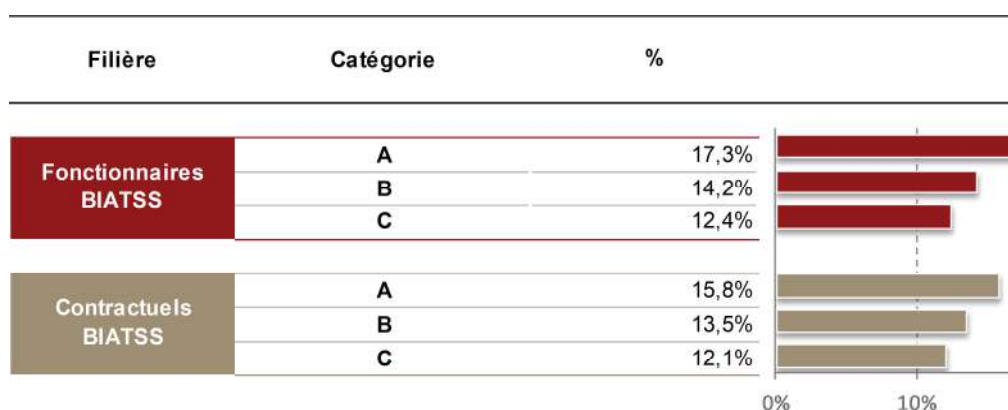 Filière Catégorie %
Fonctionnaires
BIATSS
A 17,3%
B 14,2%
C 12,4%
Contractuels
BIATSS
A 15,8%
B 13,5%
C 12,1%
0% 10%